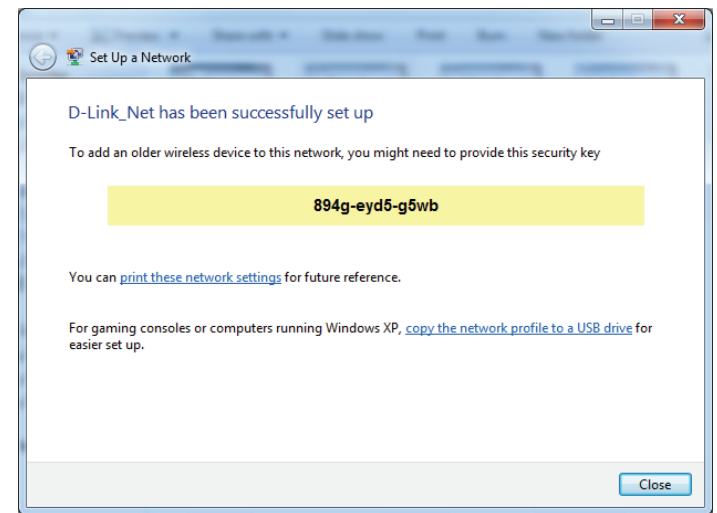 Set Up a Network
D-Link_Net has been successfully set up
To add an older wireless device to this network, you might need to provide this security key
894g-eyd5-g5wb
You can print these network settings for future reference.
For gaming consoles or computers running Windows XP, copy the network profile to a USB drive for
easier set up.
Close